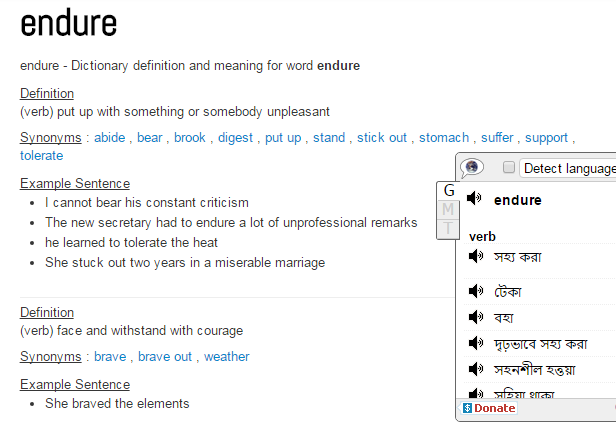 endure
endure - Dictionary definition and meaning for word endure
Definition
(verb) put up with something or somebody unpleasant
Synonyms : abide , bear , brook , digest , put up , stand , stick out , stomach , suffer , support ,
tolerate
Example Sentence
• I cannot bear his constant criticism
• The new secretary had to endure a lot of unprofessional remarks
• he learned to tolerate the heat
• She stuck out two years in a miserable marriage
Definition
(verb) face and withstand with courage
Synonyms : brave , brave out , weather
Example Sentence
• She braved the elements
Detect language
G
M
T
endure
verb
সহ্য করা
টেকা
বহা
দৃঢ়ভাবে সহ্য করা
সহনশীল হত্তয়া
সহিয়া থাকা
$ Donate